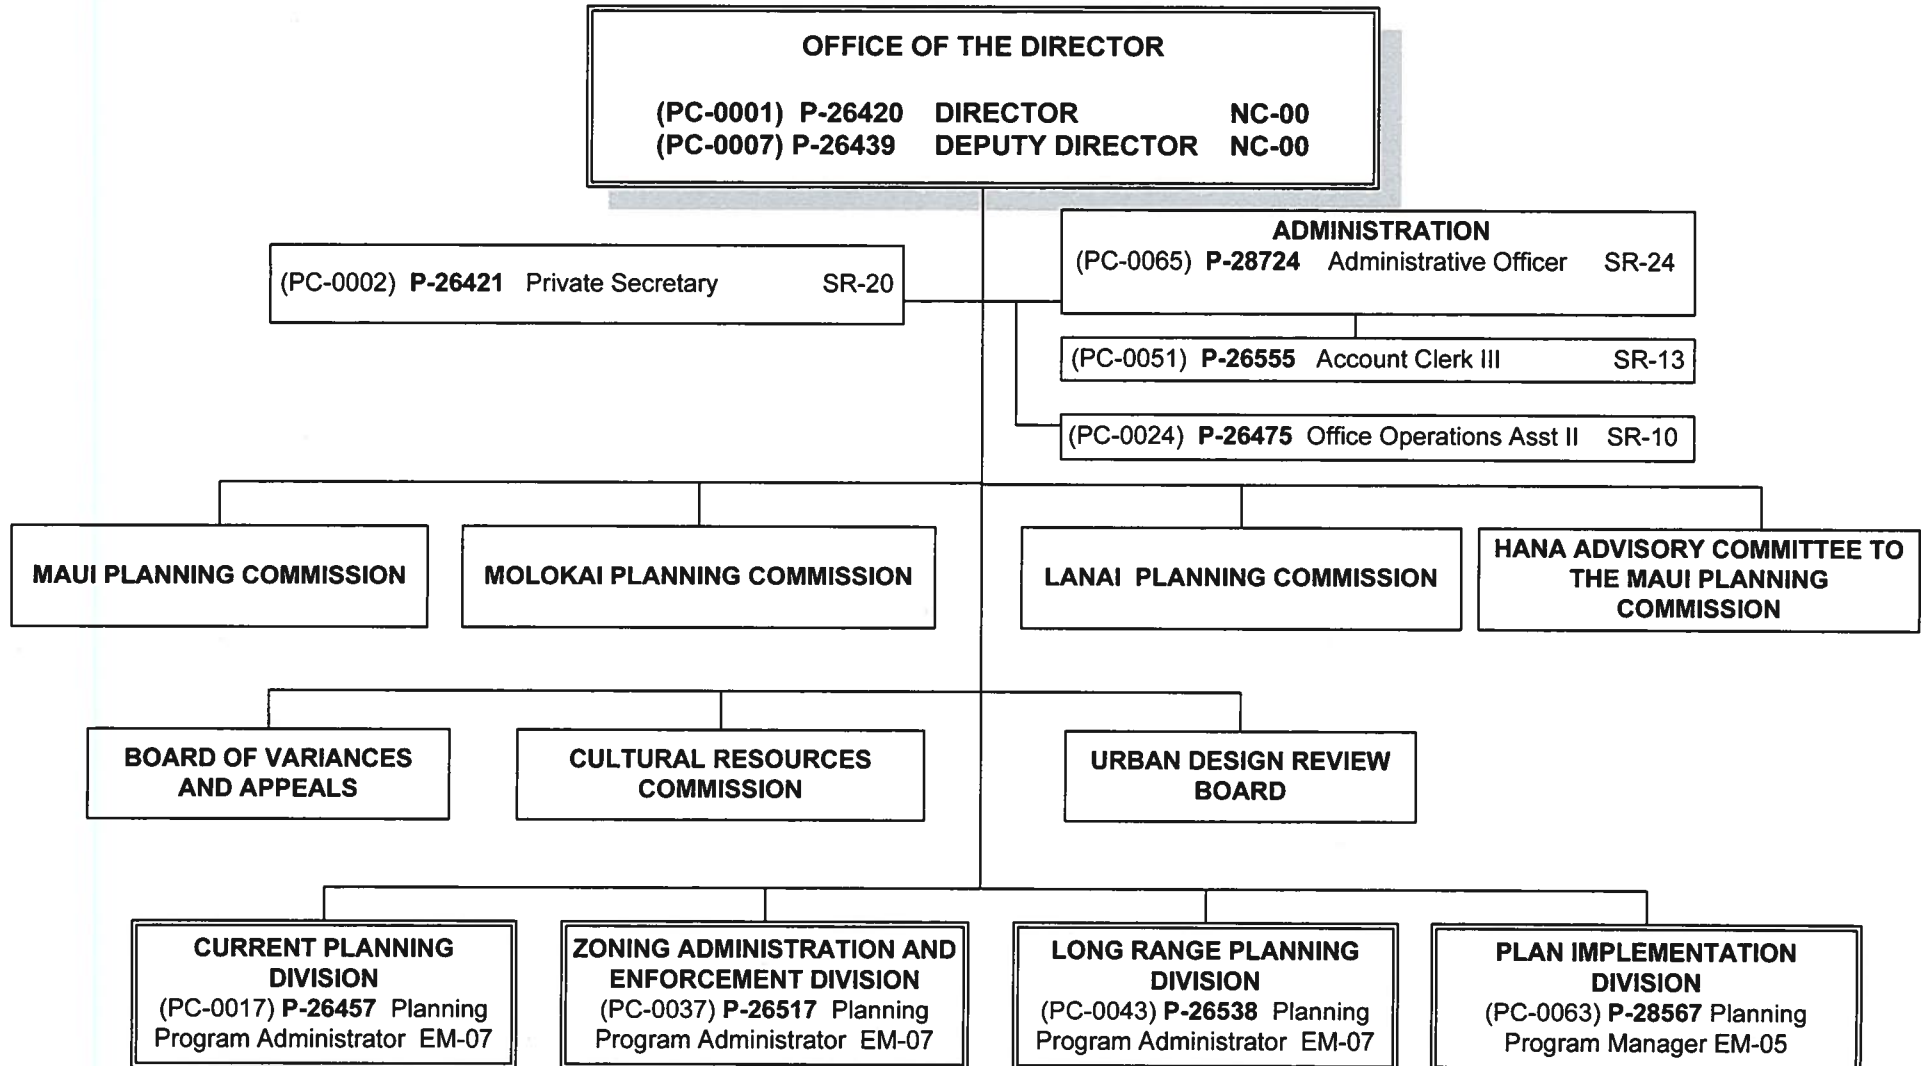 OFFICE OF THE DIRECTOR
(PC-0001) P-26420 DIRECTOR NC-00
(PC-0007) P-26439 DEPUTY DIRECTOR NC-00
(PC-0002) P-26421 Private Secretary SR-20
ADMINISTRATION
(PC-0065) P-28724 Administrative Officer SR-24
(PC-0051) P-26555 Account Clerk III SR-13
(PC-0024) P-26475 Office Operations Asst II SR-10
MAUI PLANNING COMMISSION
MOLOKAI PLANNING COMMISSION
LANAI PLANNING COMMISSION
HANA ADVISORY COMMITTEE TO
THE MAUI PLANNING
COMMISSION
BOARD OF VARIANCES
AND APPEALS
CULTURAL RESOURCES
COMMISSION
URBAN DESIGN REVIEW
BOARD
CURRENT PLANNING
DIVISION
(PC-0017) P-26457 Planning
Program Administrator EM-07
ZONING ADMINISTRATION AND
ENFORCEMENT DIVISION
(PC-0037) P-26517 Planning
Program Administrator EM-07
LONG RANGE PLANNING
DIVISION
(PC-0043) P-26538 Planning
Program Administrator EM-07
PLAN IMPLEMENTATION
DIVISION
(PC-0063) P-28567 Planning
Program Manager EM-05